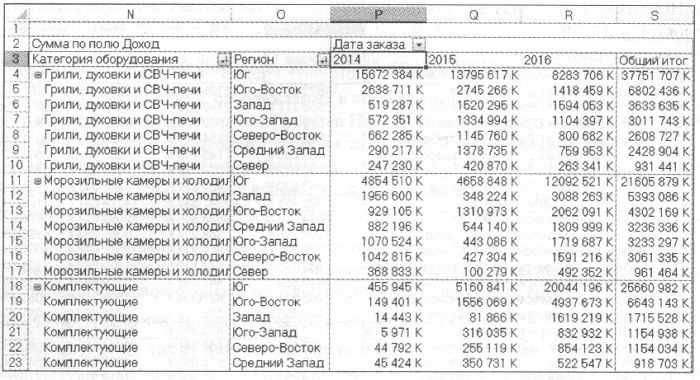 N O P Q R S
1
2 Сумма по полю Доход Дата заказа
3 Категория оборудования Регион 2014 2015 2016 Общий итог
4 Грили, духовки и СВЧ-печи Юг 15672 384 K 13795 617 K 8283 706 K 37751 707 K
5 Грили, духовки и СВЧ-печи Юго-Восток 2638 711 K 2745 266 K 1418 459 K 6802 436 K
6 Грили, духовки и СВЧ-печи Запад 519 287 K 1520 295 K 1594 053 K 3633 635 K
7 Грили, духовки и СВЧ-печи Юго-Запад 572 351 K 1334 994 K 1104 397 K 3011 743 K
8 Грили, духовки и СВЧ-печи Северо-Восток 662 285 K 1145 760 K 800 682 K 2608 727 K
9 Грили, духовки и СВЧ-печи Средний Запад 290 217 K 1378 735 K 759 953 K 2428 904 K
10 Грили, духовки и СВЧ-печи Север 247 230 K 420 870 K 263 341 K 931 441 K
11 Морозильные камеры и холодил Юг 4854 510 K 4658 848 K 12092 521 K 21605 879 K
12 Морозильные камеры и холодил Запад 1956 600 K 348 224 K 3088 263 K 5393 086 K
13 Морозильные камеры и холодил Юго-Восток 929 105 K 1310 973 K 2062 091 K 4302 169 K
14 Морозильные камеры и холодил Средний Запад 882 196 K 544 140 K 1809 999 K 3236 336 K
15 Морозильные камеры и холодил Юго-Запад 1070 524 K 443 086 K 1719 687 K 3233 297 K
16 Морозильные камеры и холодил Северо-Восток 1042 815 K 427 304 K 1591 216 K 3061 335 K
17 Морозильные камеры и холодил Север 368 833 K 100 279 K 492 352 K 961 464 K
18 Комплектующие Юг 455 945 K 5160 841 K 20044 196 K 25660 982 K
19 Комплектующие Юго-Восток 149 401 K 1556 069 K 4937 673 K 6643 143 K
20 Комплектующие Запад 14 443 K 81 866 K 1619 219 K 1715 528 K
21 Комплектующие Юго-Запад 5 971 K 316 035 K 832 932 K 1154 938 K
22 Комплектующие Северо-Восток 44 792 K 255 119 K 854 123 K 1154 034 K
23 Комплектующие Средний Запад 45 424 K 350 731 K 522 547 K 918 703 K